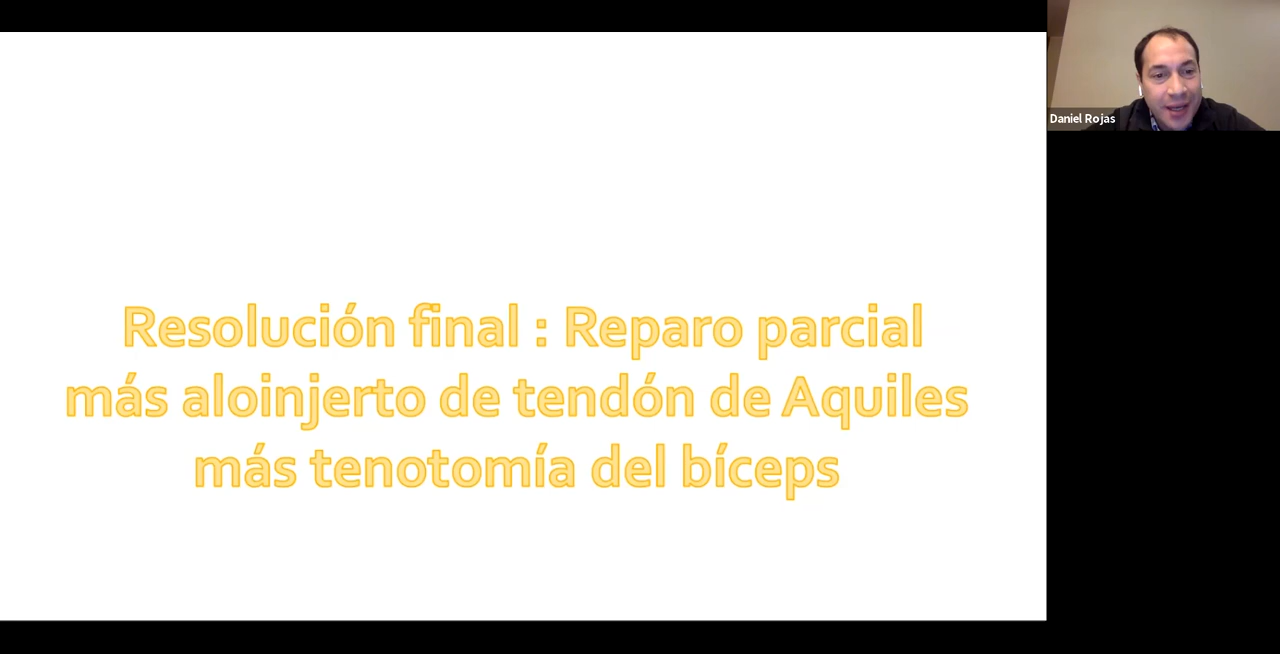 Resolución final : Reparo parcial
más aloinjerto de tendón de Aquiles
más tenotomía del bíceps
Daniel Rojas